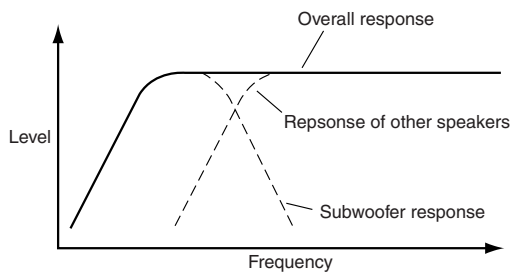 Overall response
Repsonse of other speakers
Level
Subwoofer response
Frequency